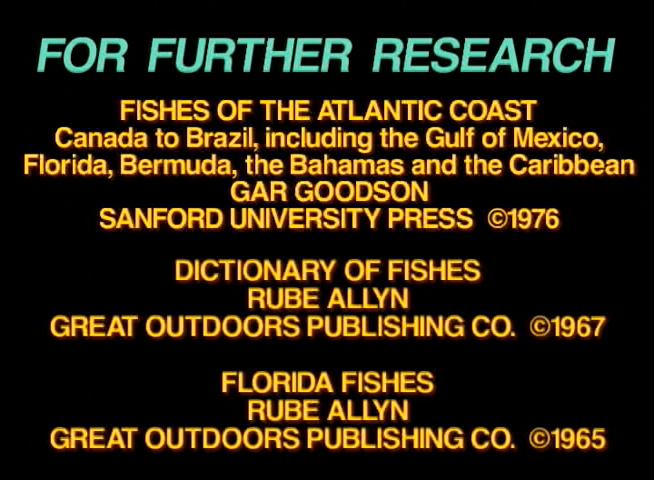 FOR FURTHER RESEARCH
FISHES OF THE ATLANTIC COAST
Canada to Brazil, including the Gulf of Mexico,
Florida, Bermuda, the Bahamas and the Caribbean
GAR GOODSON
SANFORD UNIVERSITY PRESS ©1976
DICTIONARY OF FISHES
RUBE ALLYN
GREAT OUTDOORS PUBLISHING CO. ©1967
FLORIDA FISHES
RUBE ALLYN
GREAT OUTDOORS PUBLISHING CO. ©1965